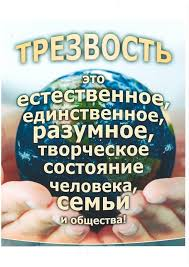 ТРЕЗВОСТЬ
это
естественное,
единственное,
разумное,
творческое
состояние
человека,
семьи
и общества!